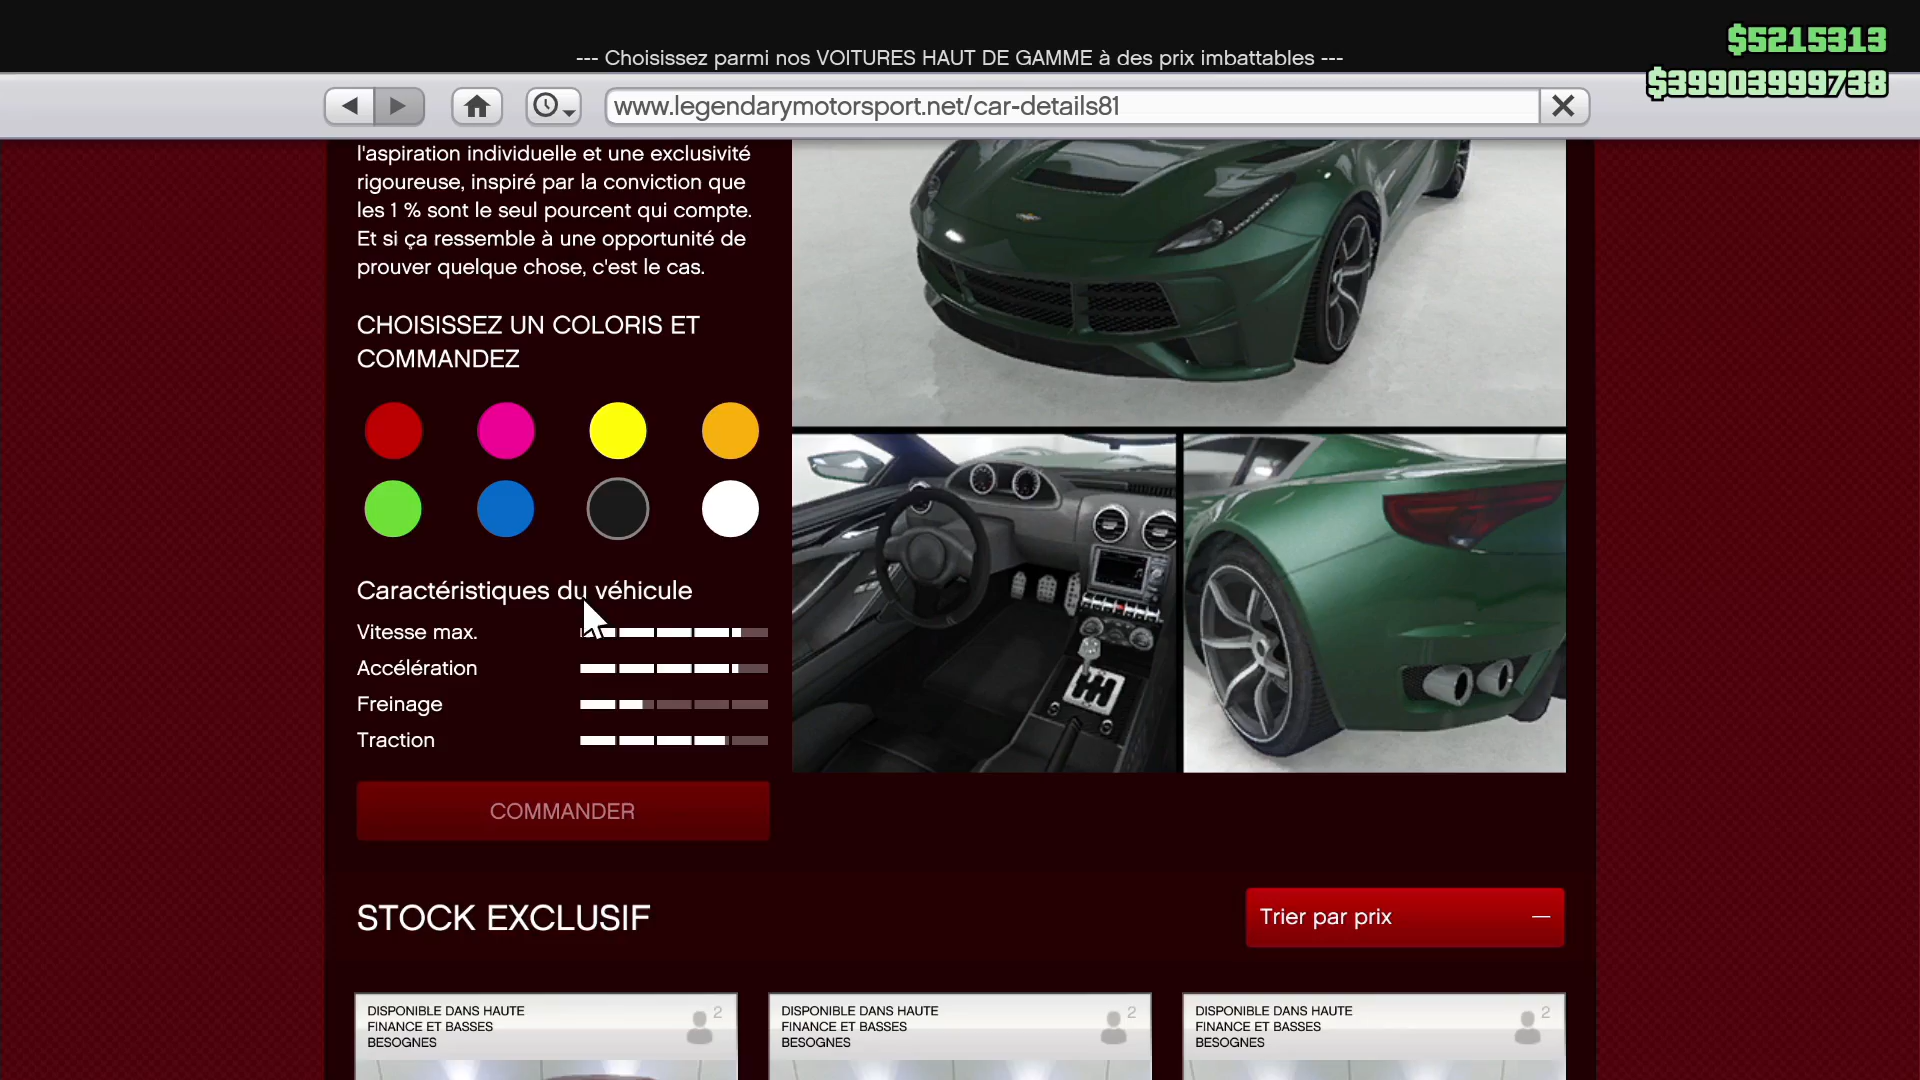 $5215313
--- Choisissez parmi nos VOITURES HAUT DE GAMME à des prix imbattables ---
$39903999738
www.legendarymotorsport.net/car-details81
l'aspiration individuelle et une exclusivité
rigoureuse, inspiré par la conviction que
les 1 % sont le seul pourcent qui compte.
Et si ça ressemble à une opportunité de
prouver quelque chose, c'est le cas.
CHOISISSEZ UN COLORIS ET
COMMANDEZ
Caractéristiques du véhicule
Vitesse max.
Accélération
Freinage
Traction
COMMANDER
STOCK EXCLUSIF
Trier par prix
DISPONIBLE DANS HAUTE
FINANCE ET BASSES
BESOGNES
2
DISPONIBLE DANS HAUTE
FINANCE ET BASSES
BESOGNES
2
DISPONIBLE DANS HAUTE
FINANCE ET BASSES
BESOGNES
2